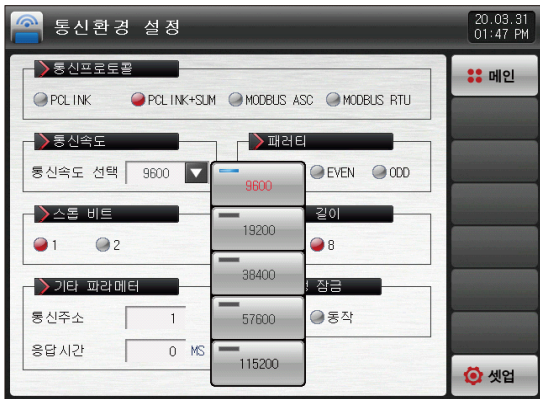 통신환경 설정
20.03.31
01:47 PM
통신프로토콜
PCLINK PCLINK+SUM MODBUS ASC MODBUS RTU
메인
통신속도
패러티
통신속도 선택 9600
EVEN ODD
9600
19200
38400
57600
115200
스톱 비트
길이
1 2
8
기타 파라메터
잠금
통신주소 1
동작
응답시간 0 MS
셋업